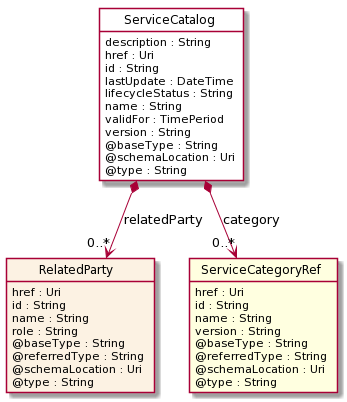 ServiceCatalog
description : String
href : Uri
id : String
lastUpdate : DateTime
lifecycleStatus : String
name : String
validFor : TimePeriod
version : String
@baseType : String
@schemaLocation : Uri
@type : String
relatedParty
category
0..*
0..*
RelatedParty
href : Uri
id : String
name : String
role : String
@baseType : String
@referredType : String
@schemaLocation : Uri
@type : String
ServiceCategoryRef
href : Uri
id : String
name : String
version : String
@baseType : String
@referredType : String
@schemaLocation : Uri
@type : String